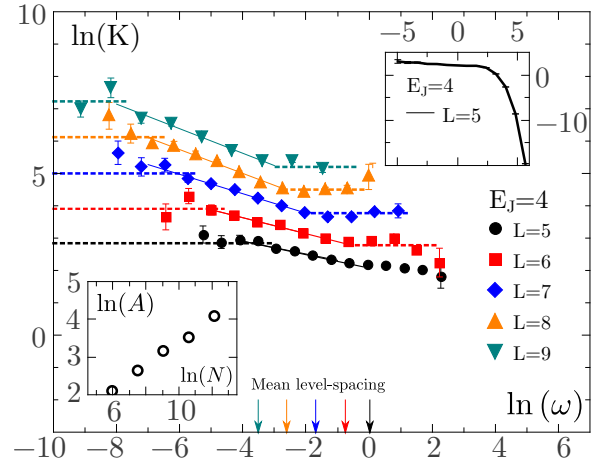 ln(K)
10
5
0
−10 −8 −6 −4 −2 0 2 4 6
ln (ω)
−5 0 5
0
−10
E_J=4
L=5
E_J=4
L=5
L=6
L=7
L=8
L=9
ln(A)
5
4
3
2
6 10
ln(N)
Mean level-spacing